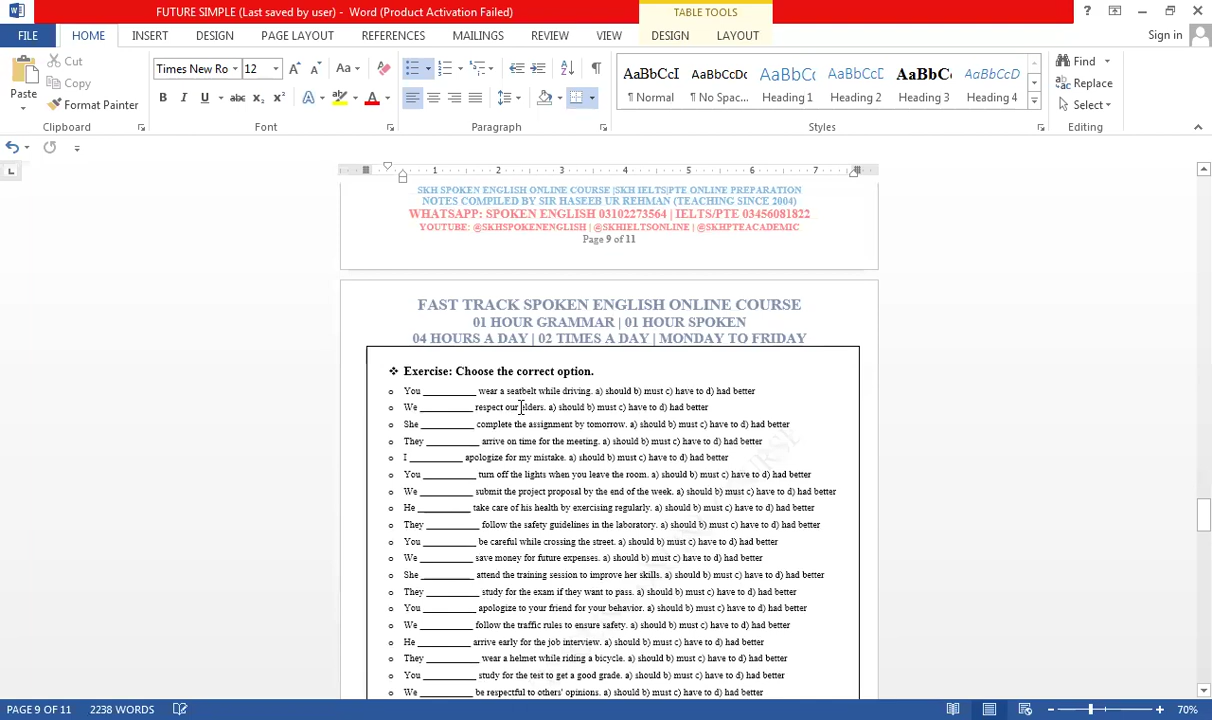 FUTURE SIMPLE (Last saved by user) - Word (Product Activation Failed)
TABLE TOOLS
FILE HOME INSERT DESIGN PAGE LAYOUT REFERENCES MAILINGS REVIEW VIEW DESIGN LAYOUT Sign in
Cut
Copy
Format Painter
Paste
Clipboard
Times New Ro 12
Font
Paragraph
AaBbCcI AaBbCcDc AaBbCc AaBbCcI AaBbC AaBbCcI
¶ Normal ¶ No Spac... Heading 1 Heading 2 Heading 3 Heading 4
Styles
Find
Replace
Select
Editing
1 2 3 4 5 6 7
SKH SPOKEN ENGLISH ONLINE COURSE |SKH IELTS|PTE ONLINE PREPARATION
NOTES COMPILED BY SIR HASEEB UR REHMAN (TEACHING SINCE 2004)
WHATSAPP: SPOKEN ENGLISH 03102273564 | IELTS/PTE 03456081822
YOUTUBE: @SKHSPOKENENGLISH | @SKHIELTSONLINE | @SKHPTEACADEMIC
Page 9 of 11
FAST TRACK SPOKEN ENGLISH ONLINE COURSE
01 HOUR GRAMMAR | 01 HOUR SPOKEN
04 HOURS A DAY | 02 TIMES A DAY | MONDAY TO FRIDAY
❖ Exercise: Choose the correct option.
o You __________ wear a seatbelt while driving. a) should b) must c) have to d) had better
o We __________ respect our elders. a) should b) must c) have to d) had better
o She __________ complete the assignment by tomorrow. a) should b) must c) have to d) had better
o They __________ arrive on time for the meeting. a) should b) must c) have to d) had better
o I __________ apologize for my mistake. a) should b) must c) have to d) had better
o You __________ turn off the lights when you leave the room. a) should b) must c) have to d) had better
o We __________ submit the project proposal by the end of the week. a) should b) must c) have to d) had better
o He __________ take care of his health by exercising regularly. a) should b) must c) have to d) had better
o They __________ follow the safety guidelines in the laboratory. a) should b) must c) have to d) had better
o You __________ be careful while crossing the street. a) should b) must c) have to d) had better
o We __________ save money for future expenses. a) should b) must c) have to d) had better
o She __________ attend the training session to improve her skills. a) should b) must c) have to d) had better
o They __________ study for the exam if they want to pass. a) should b) must c) have to d) had better
o You __________ apologize to your friend for your behavior. a) should b) must c) have to d) had better
o We __________ follow the traffic rules to ensure safety. a) should b) must c) have to d) had better
o He __________ arrive early for the job interview. a) should b) must c) have to d) had better
o They __________ wear a helmet while riding a bicycle. a) should b) must c) have to d) had better
o You __________ study for the test to get a good grade. a) should b) must c) have to d) had better
o We __________ be respectful to others' opinions. a) should b) must c) have to d) had better
PAGE 9 OF 11 2238 WORDS 70%